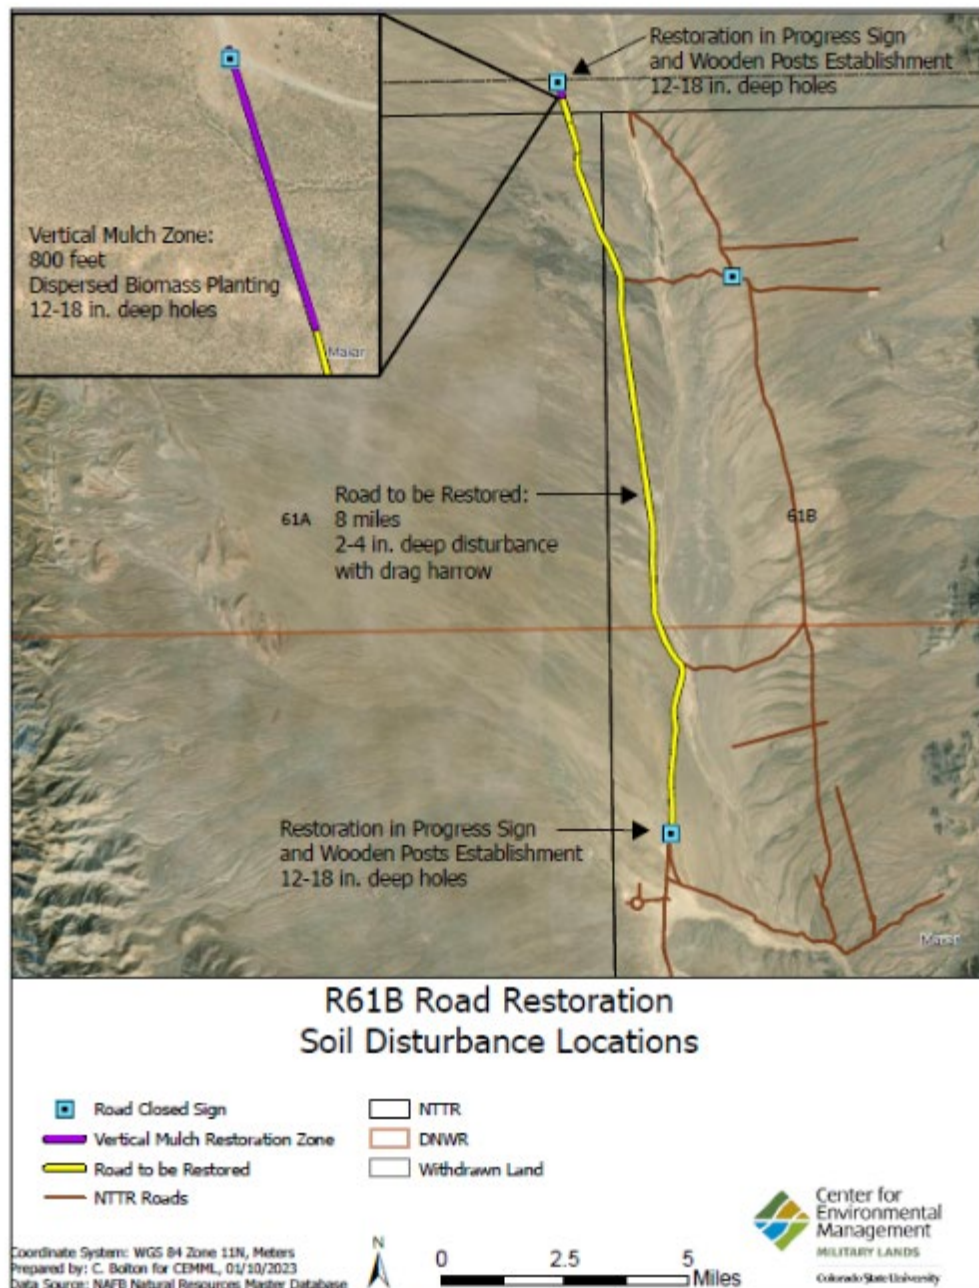 Restoration in Progress Sign
and Wooden Posts Establishment
12-18 in. deep holes
Vertical Mulch Zone:
800 feet
Dispersed Biomass Planting
12-18 in. deep holes
Maxar
Road to be Restored:
8 miles
2-4 in. deep disturbance
with drag harrow
61A
61B
Restoration in Progress Sign
and Wooden Posts Establishment
12-18 in. deep holes
Maxar
R61B Road Restoration
Soil Disturbance Locations
Road Closed Sign
Vertical Mulch Restoration Zone
Road to be Restored
NTTR Roads
NTTR
DNWR
Withdrawn Land
Center for
Environmental
Management
MILITARY LANDS
Colorado State University
Coordinate System: WGS 84 Zone 11N, Meters
Prepared by: C. Bolton for CEMML, 01/10/2023
Data Source: NAFB Natural Resources Master Database
N
0 2.5 5
Miles